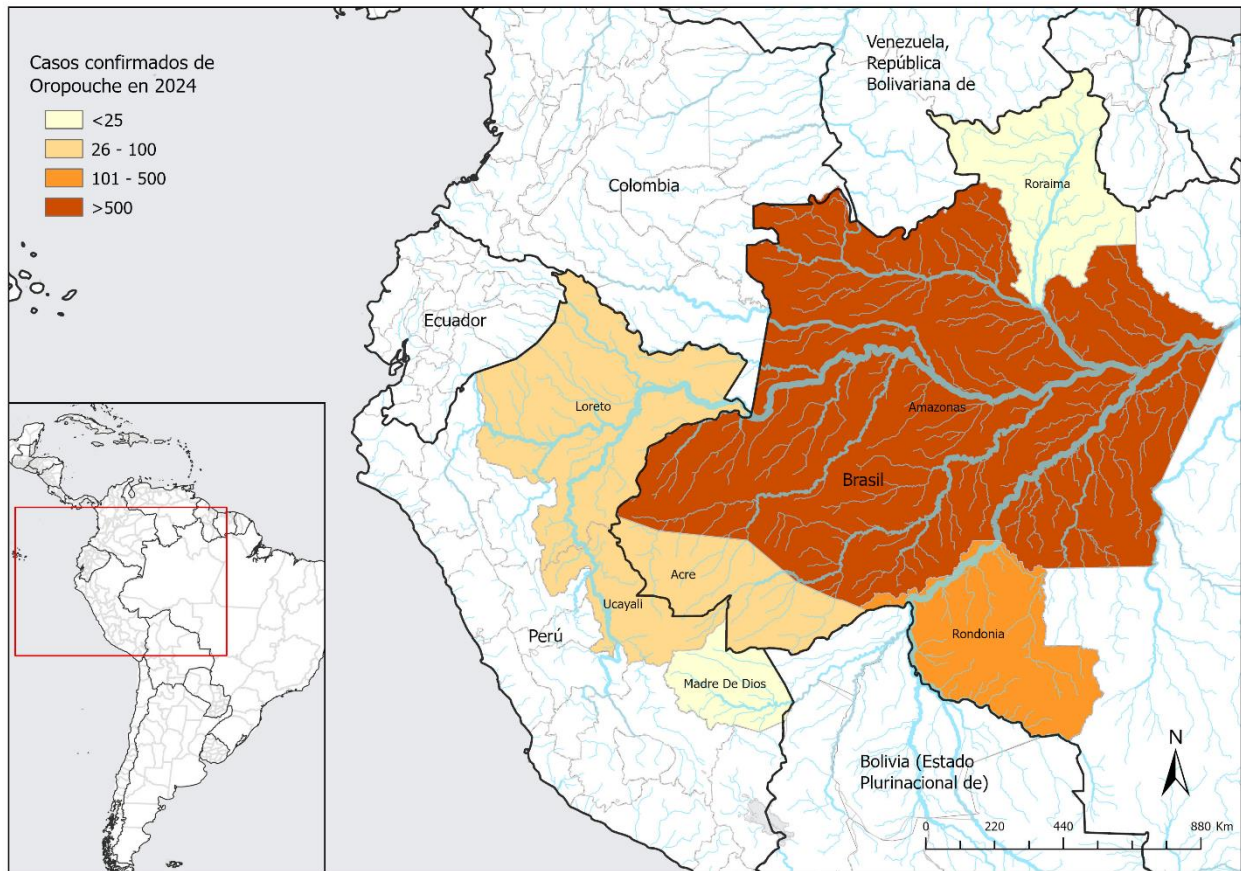 Casos confirmados de
Oropouche en 2024
<25
26 - 100
101 - 500
>500
Venezuela,
República
Bolivariana de
Colombia
Roraima
Ecuador
Loreto
Amazonas
Brasil
Acre
Ucayali
Perú
Rondonia
Madre De Dios
Bolivia (Estado
Plurinacional de)
N
0 220 440 880 Km